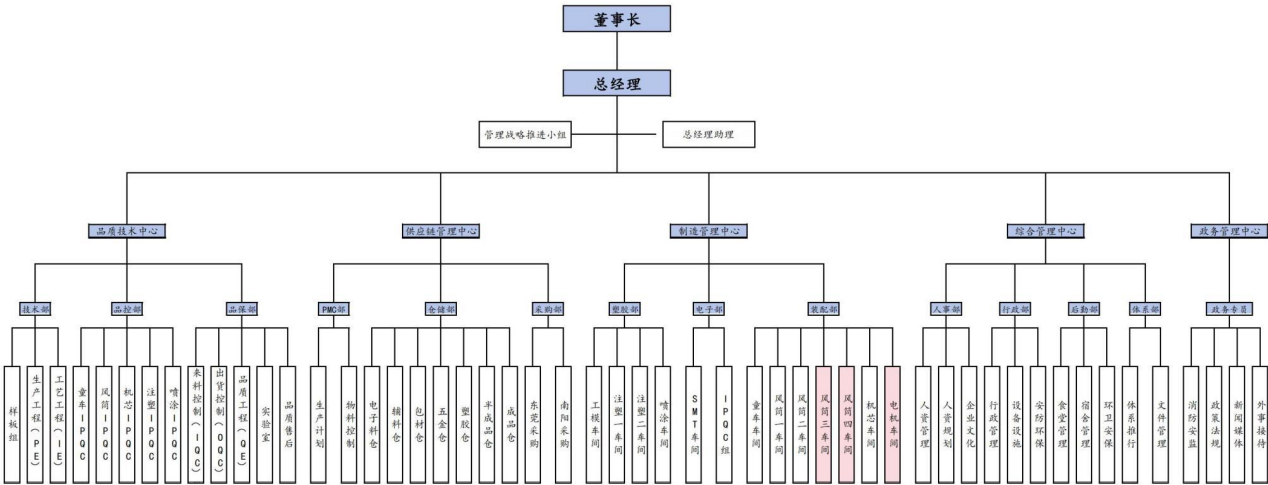 董事长
总经理
管理战略推进小组
总经理助理
品质技术中心
供应链管理中心
制造管理中心
综合管理中心
政务管理中心
技术部
品控部
品保部
PMC部
仓储部
采购部
塑胶部
电子部
装配部
人事部
行政部
后勤部
体系部
政务专员
样板组
生产工程(PE)
工艺工程(IE)
童车IPQC
风筒IPQC
机芯IPQC
注塑IPQC
喷涂IPQC
来料控制(IQC)
出货控制(OQC)
品质工程(QE)
实验室
品质售后
生产计划
物料控制
电子料仓
辅料仓
包材仓
五金仓
塑胶仓
半成品仓
成品仓
东莞采购
南阳采购
工模车间
注塑一车间
注塑二车间
喷涂车间
SMT车间
IPQC组
童车车间
风筒一车间
风筒二车间
风筒三车间
风筒四车间
机芯车间
电机车间
人资管理
人资规划
企业文化
行政管理
设备设施
安防环保
食堂管理
宿舍管理
环卫安保
体系推行
文件管理
消防安监
政策法规
新闻媒体
外事接待